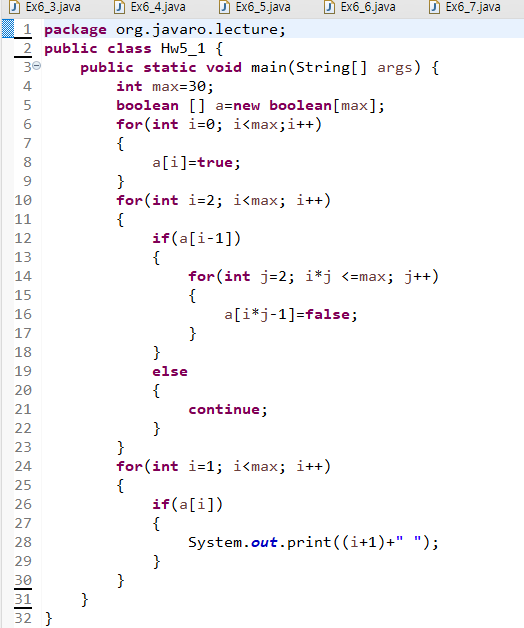 Ex6_3.java Ex6_4.java Ex6_5.java Ex6_6.java Ex6_7.java
1 package org.javaro.lecture;
2 public class Hw5_1 {
3 public static void main(String[] args) {
4 int max=30;
5 boolean [] a=new boolean[max];
6 for(int i=0; i<max;i++)
7 {
8 a[i]=true;
9 }
10 for(int i=2; i<max; i++)
11 {
12 if(a[i-1])
13 {
14 for(int j=2; i*j <=max; j++)
15 {
16 a[i*j-1]=false;
17 }
18 }
19 else
20 {
21 continue;
22 }
23 }
24 for(int i=1; i<max; i++)
25 {
26 if(a[i])
27 {
28 System.out.print((i+1)+" ");
29 }
30 }
31 }
32 }